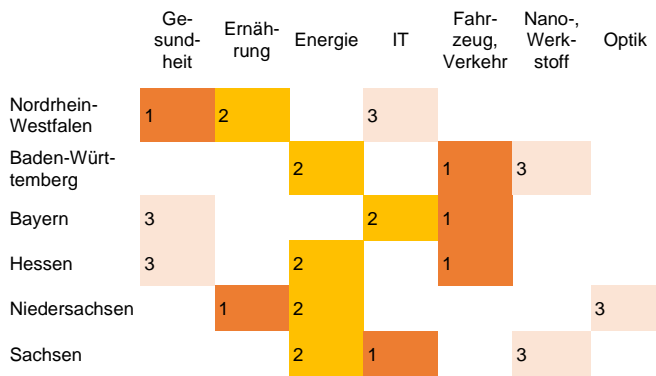 Ge-
sund-
heit
Ernäh-
rung
Energie
IT
Fahr-
zeug,
Verkehr
Nano-,
Werk-
stoff
Optik
Nordrhein-
Westfalen
1 2 3
Baden-Würt-
temberg
2 1 3
Bayern 3 2 1
Hessen 3 2 1
Niedersachsen 1 2 3
Sachsen 2 1 3